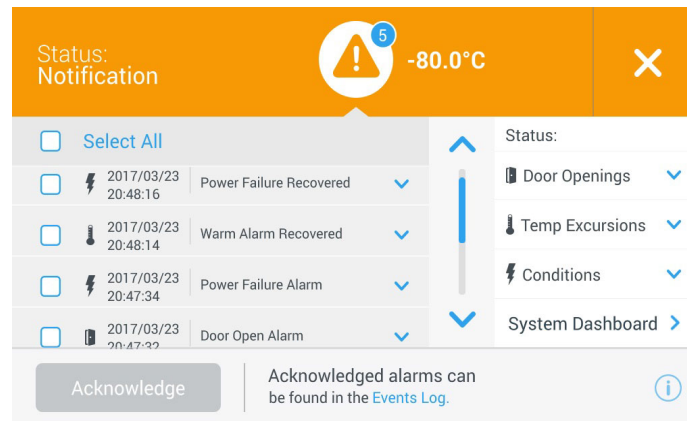 Status:
Notification
5
-80.0°C
Select All
2017/03/23
20:48:16
Power Failure Recovered
2017/03/23
20:48:14
Warm Alarm Recovered
2017/03/23
20:47:34
Power Failure Alarm
2017/03/23
20:47:32
Door Open Alarm
Status:
Door Openings
Temp Excursions
Conditions
System Dashboard
Acknowledge
Acknowledged alarms can
be found in the Events Log.